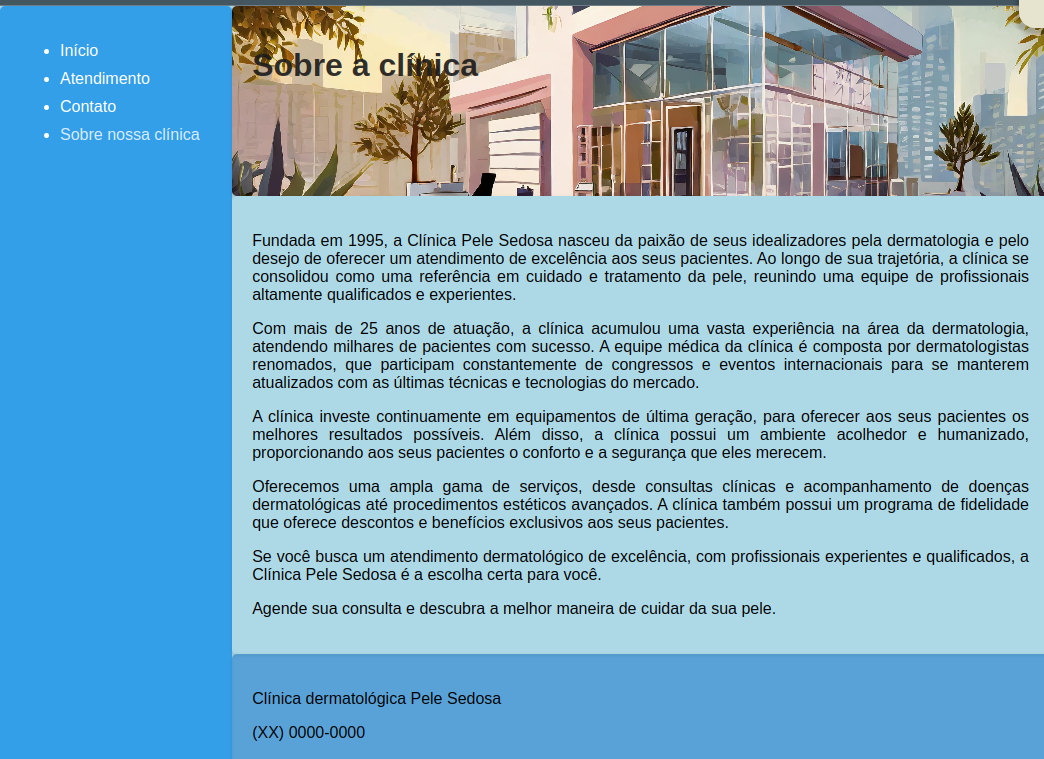 Início
Atendimento
Contato
Sobre nossa clínica
Sobre a clínica
Fundada em 1995, a Clínica Pele Sedosa nasceu da paixão de seus idealizadores pela dermatologia e pelo
desejo de oferecer um atendimento de excelência aos seus pacientes. Ao longo de sua trajetória, a clínica se
consolidou como uma referência em cuidado e tratamento da pele, reunindo uma equipe de profissionais
altamente qualificados e experientes.
Com mais de 25 anos de atuação, a clínica acumulou uma vasta experiência na área da dermatologia,
atendendo milhares de pacientes com sucesso. A equipe médica da clínica é composta por dermatologistas
renomados, que participam constantemente de congressos e eventos internacionais para se manterem
atualizados com as últimas técnicas e tecnologias do mercado.
A clínica investe continuamente em equipamentos de última geração, para oferecer aos seus pacientes os
melhores resultados possíveis. Além disso, a clínica possui um ambiente acolhedor e humanizado,
proporcionando aos seus pacientes o conforto e a segurança que eles merecem.
Oferecemos uma ampla gama de serviços, desde consultas clínicas e acompanhamento de doenças
dermatológicas até procedimentos estéticos avançados. A clínica também possui um programa de fidelidade
que oferece descontos e benefícios exclusivos aos seus pacientes.
Se você busca um atendimento dermatológico de excelência, com profissionais experientes e qualificados, a
Clínica Pele Sedosa é a escolha certa para você.
Agende sua consulta e descubra a melhor maneira de cuidar da sua pele.
Clínica dermatológica Pele Sedosa
(XX) 0000-0000